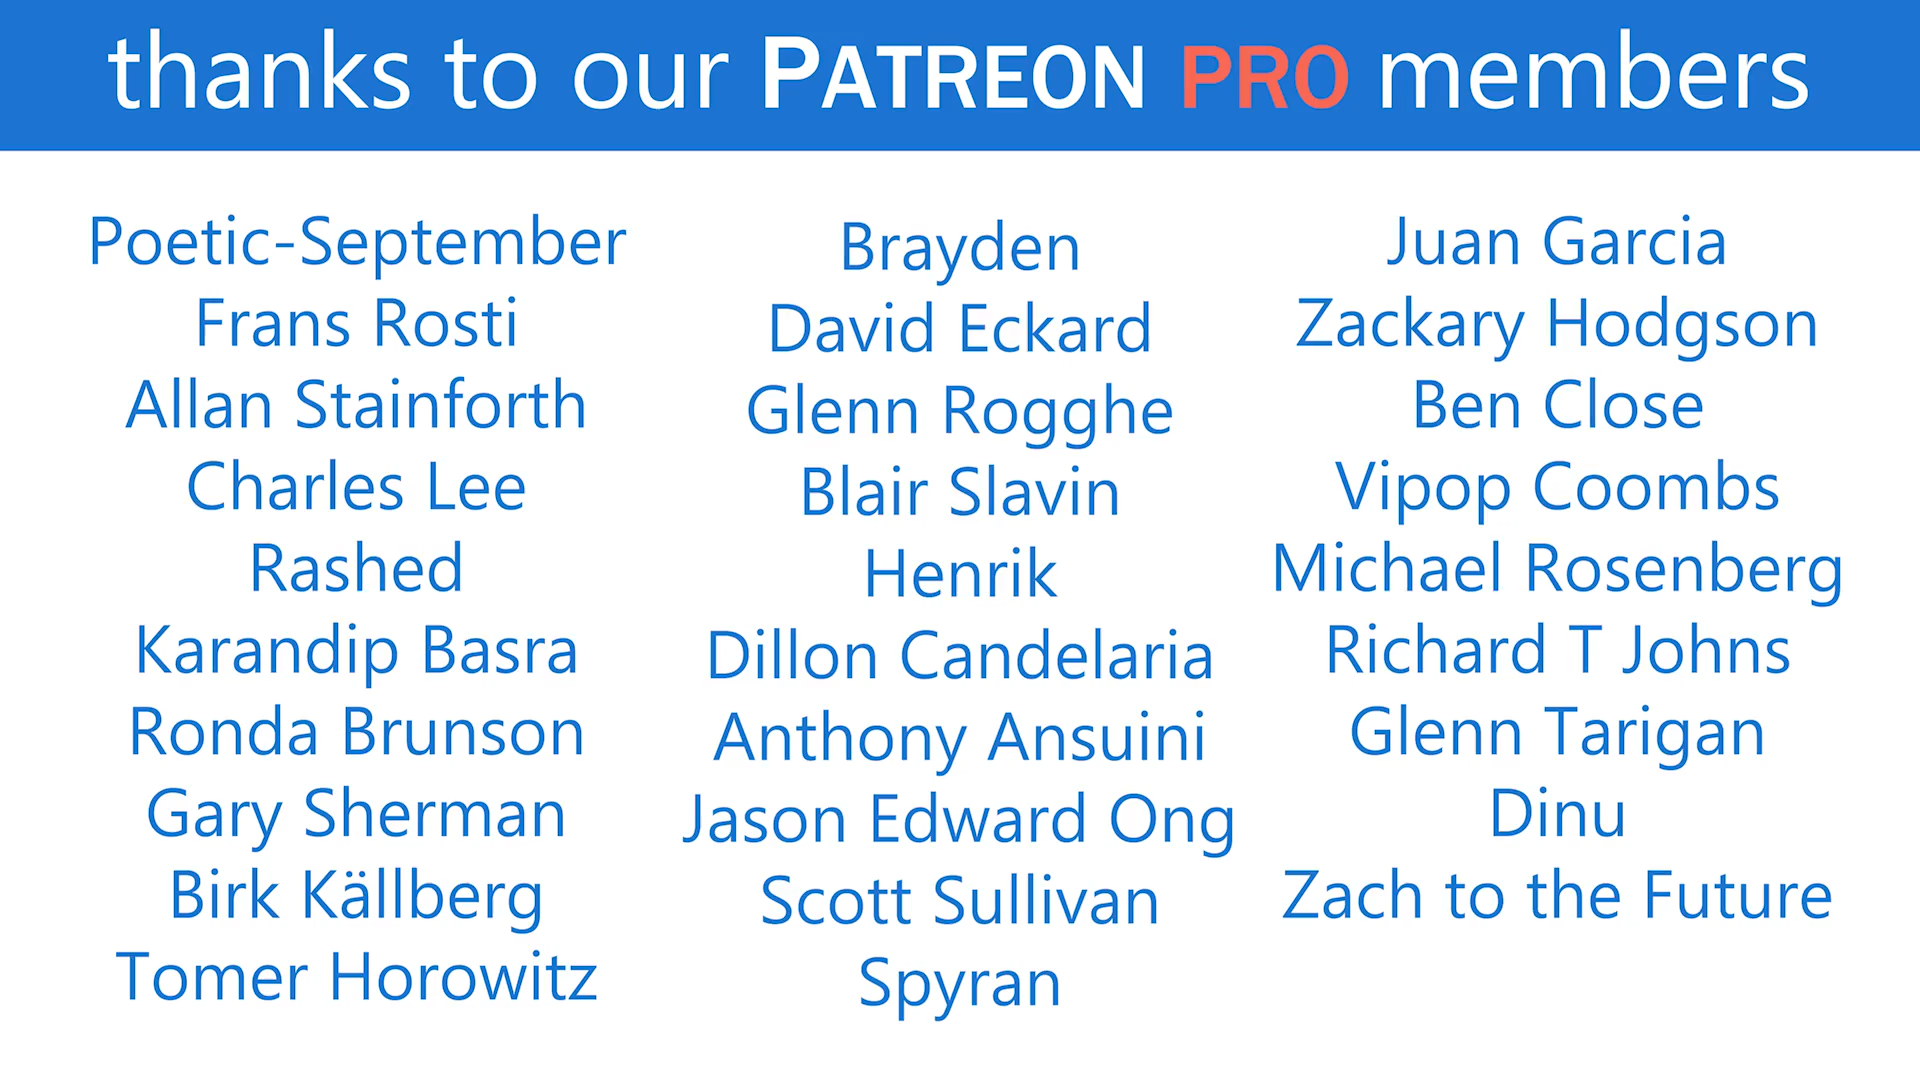 thanks to our PATREON PRO members
Poetic-September
Frans Rosti
Allan Stainforth
Charles Lee
Rashed
Karandip Basra
Ronda Brunson
Gary Sherman
Birk Källberg
Tomer Horowitz
Brayden
David Eckard
Glenn Rogghe
Blair Slavin
Henrik
Dillon Candelaria
Anthony Ansuini
Jason Edward Ong
Scott Sullivan
Spyran
Juan Garcia
Zackary Hodgson
Ben Close
Vipop Coombs
Michael Rosenberg
Richard T Johns
Glenn Tarigan
Dinu
Zach to the Future